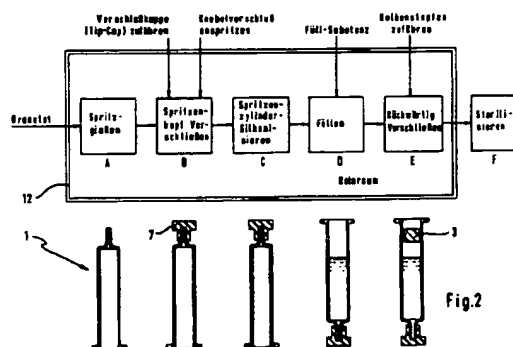 Verschlußkappe
(Tip-Cap) zuführen
Knebelverschluß
anspritzen
Füll-Substanz
Kolbenstopfen
zuführen
Granulat
Spritz-
gießen
Spritzen-
kopf Ver-
schließen
Spritzen-
zylinder-
Silikoni-
sieren
Füllen
Rückwärtig
Verschließen
Sterili-
sieren
A
B
C
D
E
F
Reinraum
12
1
7
3
Fig.2